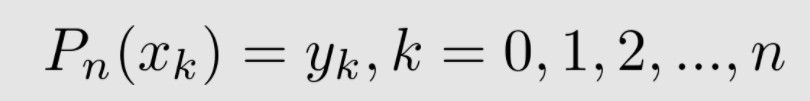 Pₙ(xₖ) = yₖ, k = 0, 1, 2, ..., n